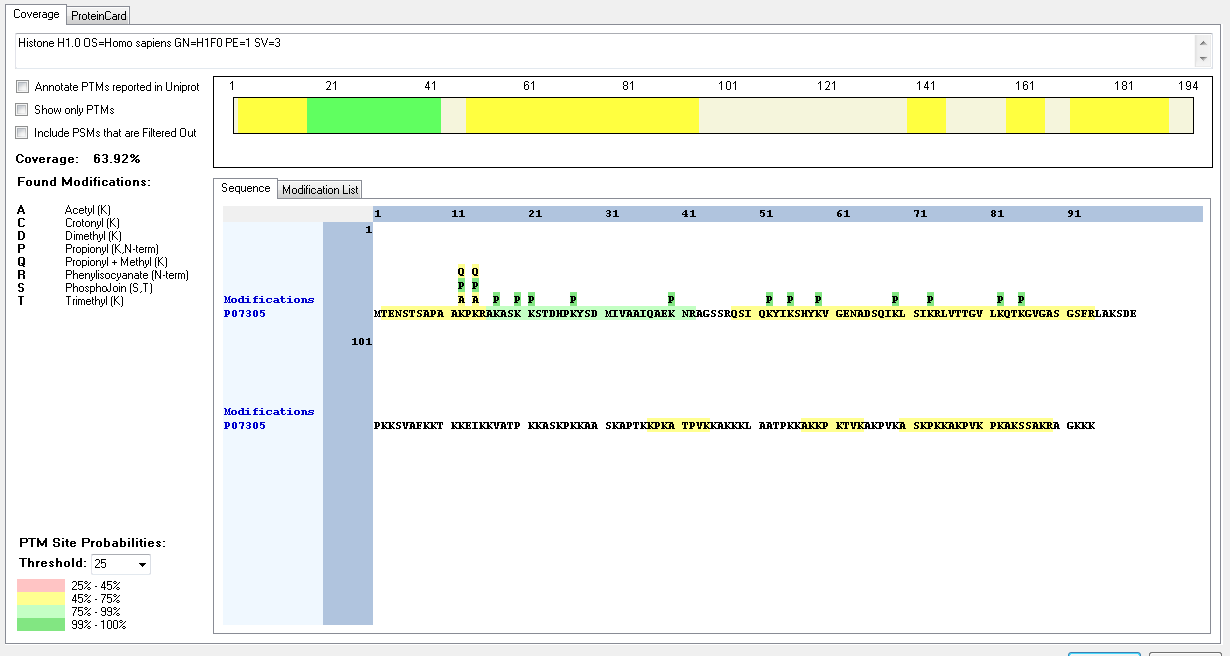 Coverage ProteinCard
Histone H1.0 OS=Homo sapiens GN=H1F0 PE=1 SV=3
Annotate PTMs reported in Uniprot
Show only PTMs
Include PSMs that are Filtered Out
Coverage: 63.92%
Found Modifications:
A Acetyl (K)
C Crotonyl (K)
D Dimethyl (K)
P Propionyl (K,N-term)
Q Propionyl + Methyl (K)
R Phenylisocyanate (N-term)
S PhosphoJoin (S,T)
T Trimethyl (K)
1 21 41 61 81 101 121 141 161 181 194
Sequence Modification List
1 11 21 31 41 51 61 71 81 91
1
Q Q
P P
A A P P P P P P P P P P P P
Modifications
P07305 MTENSTSAPA AKPKRAKASK KSTDHPKYSD MIVAAIQAEK NRAGSSRQSI QKYIKSHYKV GENADSQIKL SIKRLVTTGV LKQTKGVGAS GSFRLAKSDE
101
Modifications
P07305 PKKSVAFKKT KKEIKKVATP KKASKPKKAA SKAPTKKPKA TPVKKAKKKL AATPKKAKKP KTVKAKPVKA SKPKKAKPVK PKAKSSAKRA GKKK
PTM Site Probabilities:
Threshold: 25
25% - 45%
45% - 75%
75% - 99%
99% - 100%